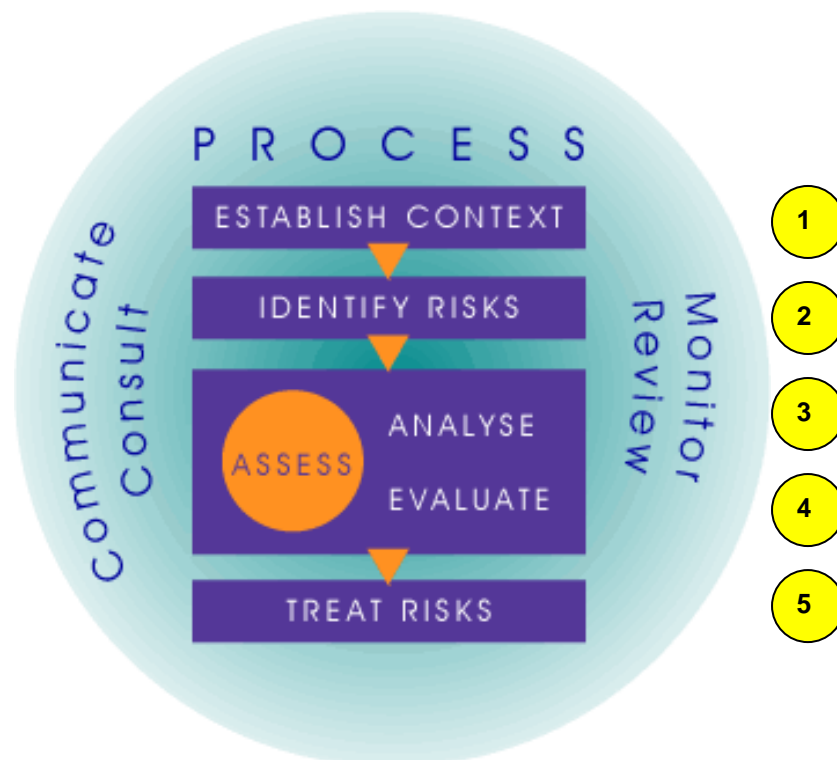 PROCESS
ESTABLISH CONTEXT
1
IDENTIFY RISKS
2
Communicate
Consult
Monitor
Review
ASSESS
ANALYSE
3
EVALUATE
4
TREAT RISKS
5